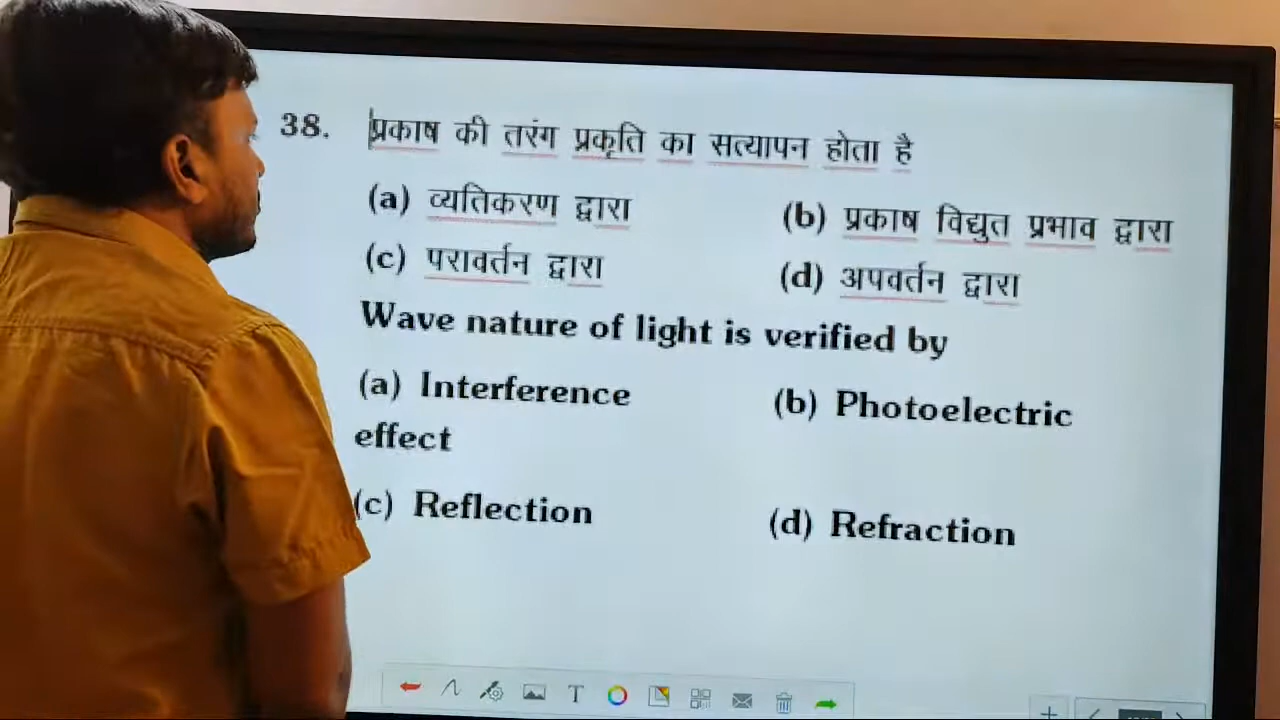 38. प्रकाष की तरंग प्रकृति का सत्यापन होता है
(a) व्यतिकरण द्वारा (b) प्रकाष विद्युत प्रभाव द्वारा
(c) परावर्तन द्वारा (d) अपवर्तन द्वारा
Wave nature of light is verified by
(a) Interference (b) Photoelectric
effect
(c) Reflection (d) Refraction
T